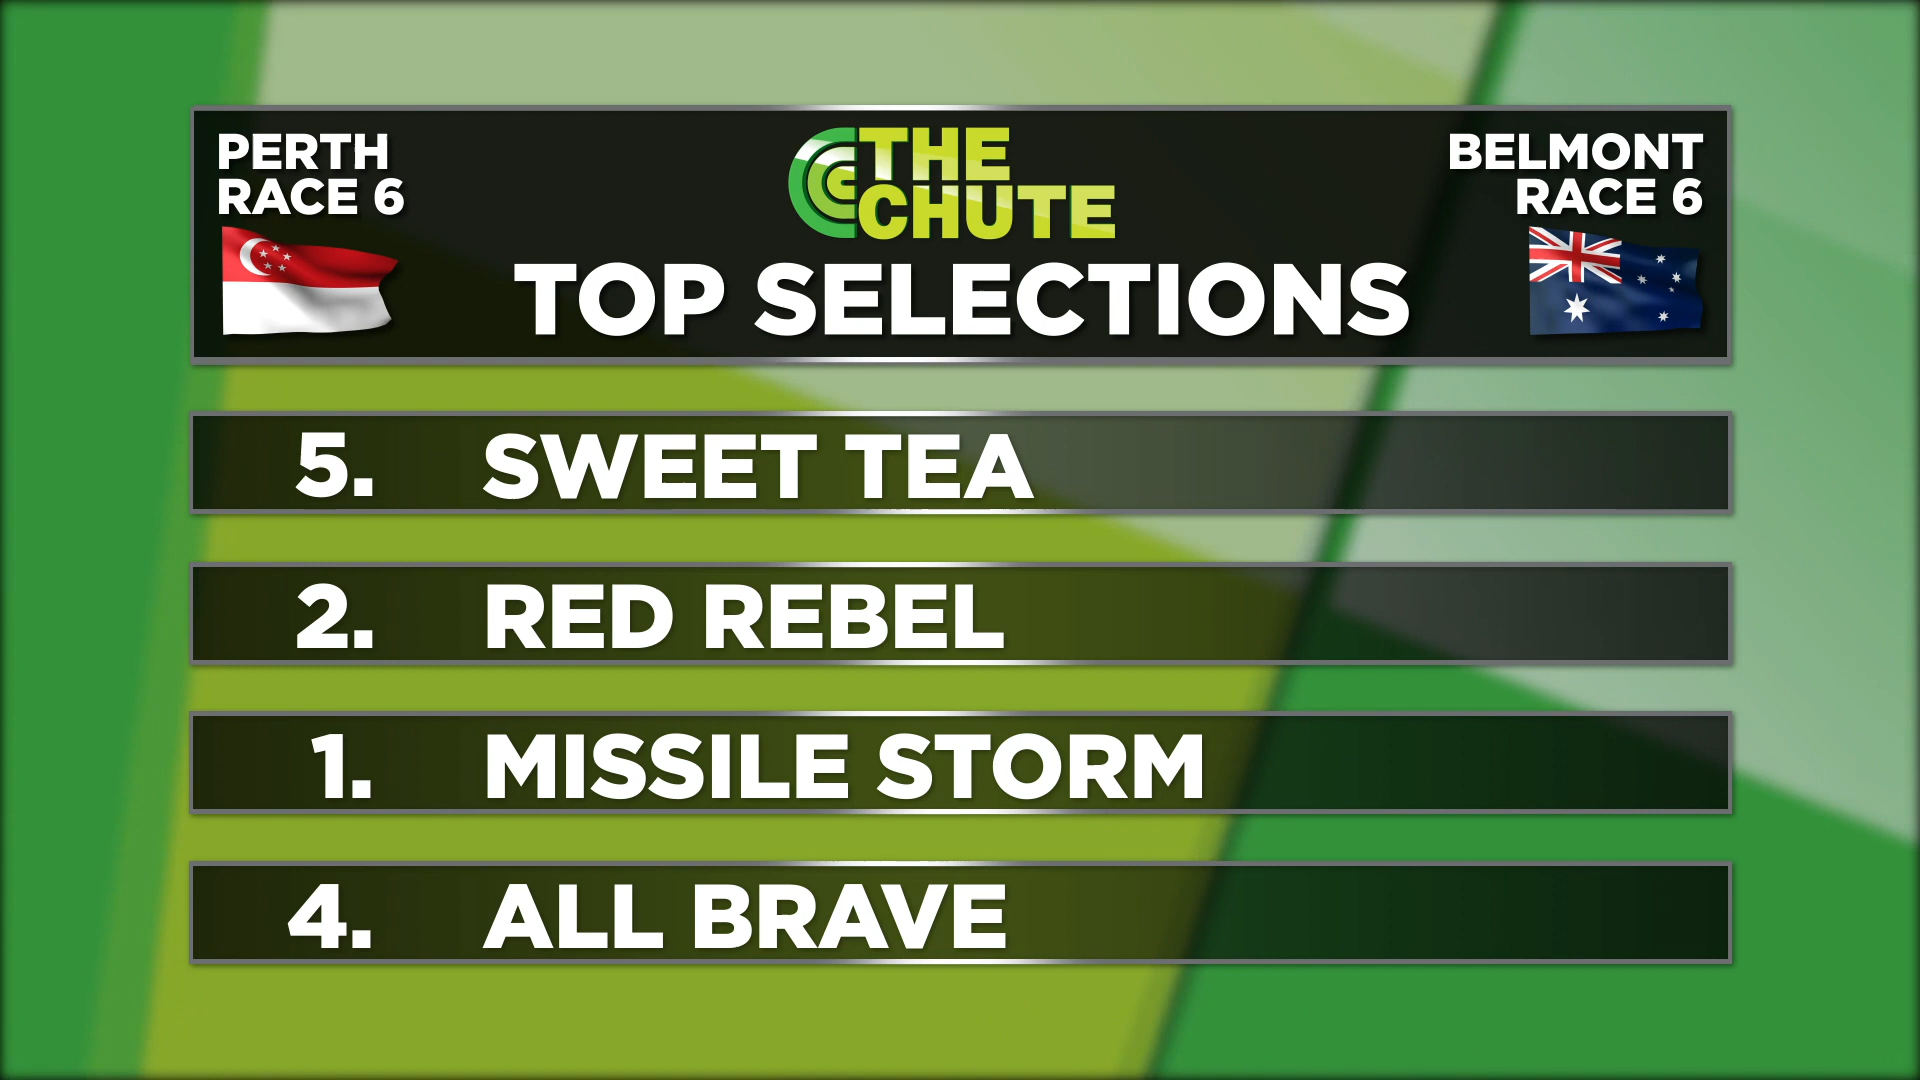 PERTH
RACE 6
THE
CHUTE
BELMONT
RACE 6
TOP SELECTIONS
5. SWEET TEA
2. RED REBEL
1. MISSILE STORM
4. ALL BRAVE